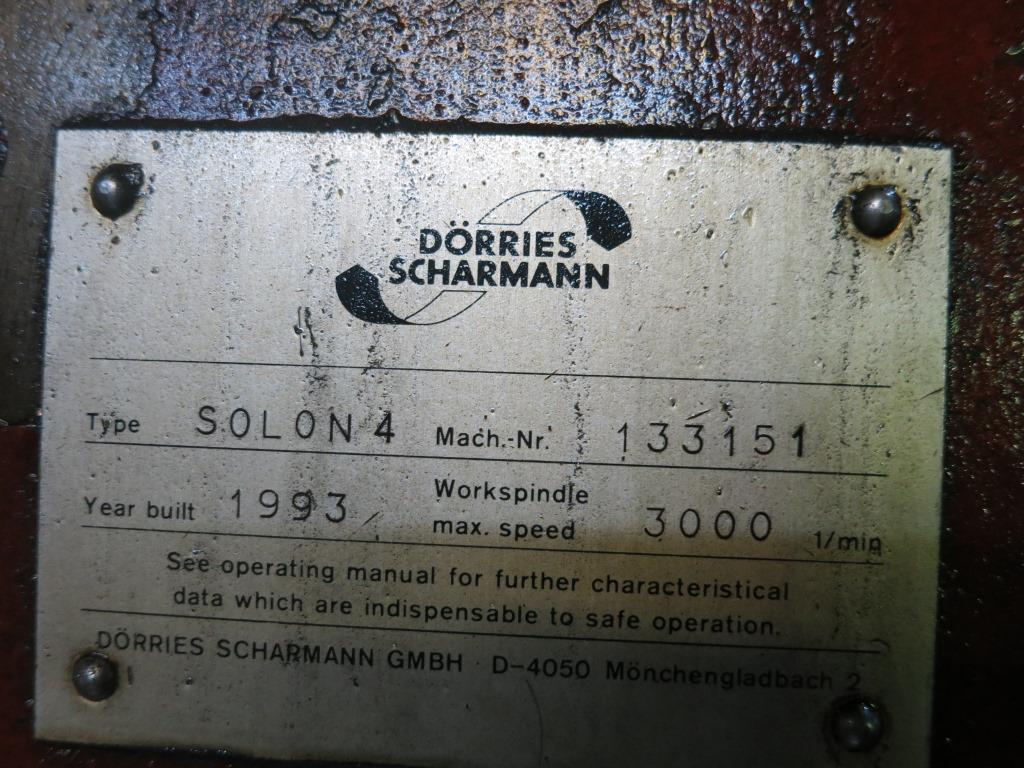 DÖRRIES
SCHARMANN
Type SOLON 4 Mach.-Nr. 133151
Year built 1993 Workspindle max. speed 3000 1/min
See operating manual for further characteristical
data which are indispensable to safe operation.
DÖRRIES SCHARMANN GMBH · D-4050 Mönchengladbach 2